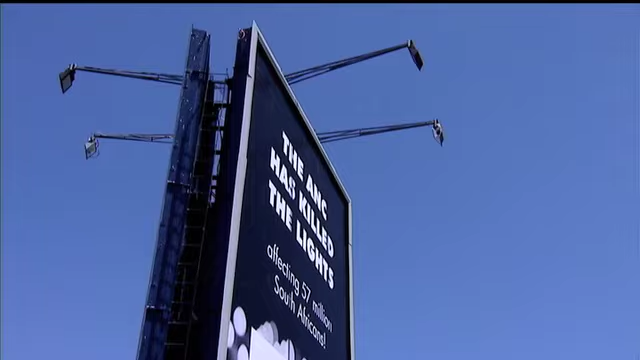 THE ANC
HAS KILLED
THE LIGHTS
affecting 57 million
South Africans!